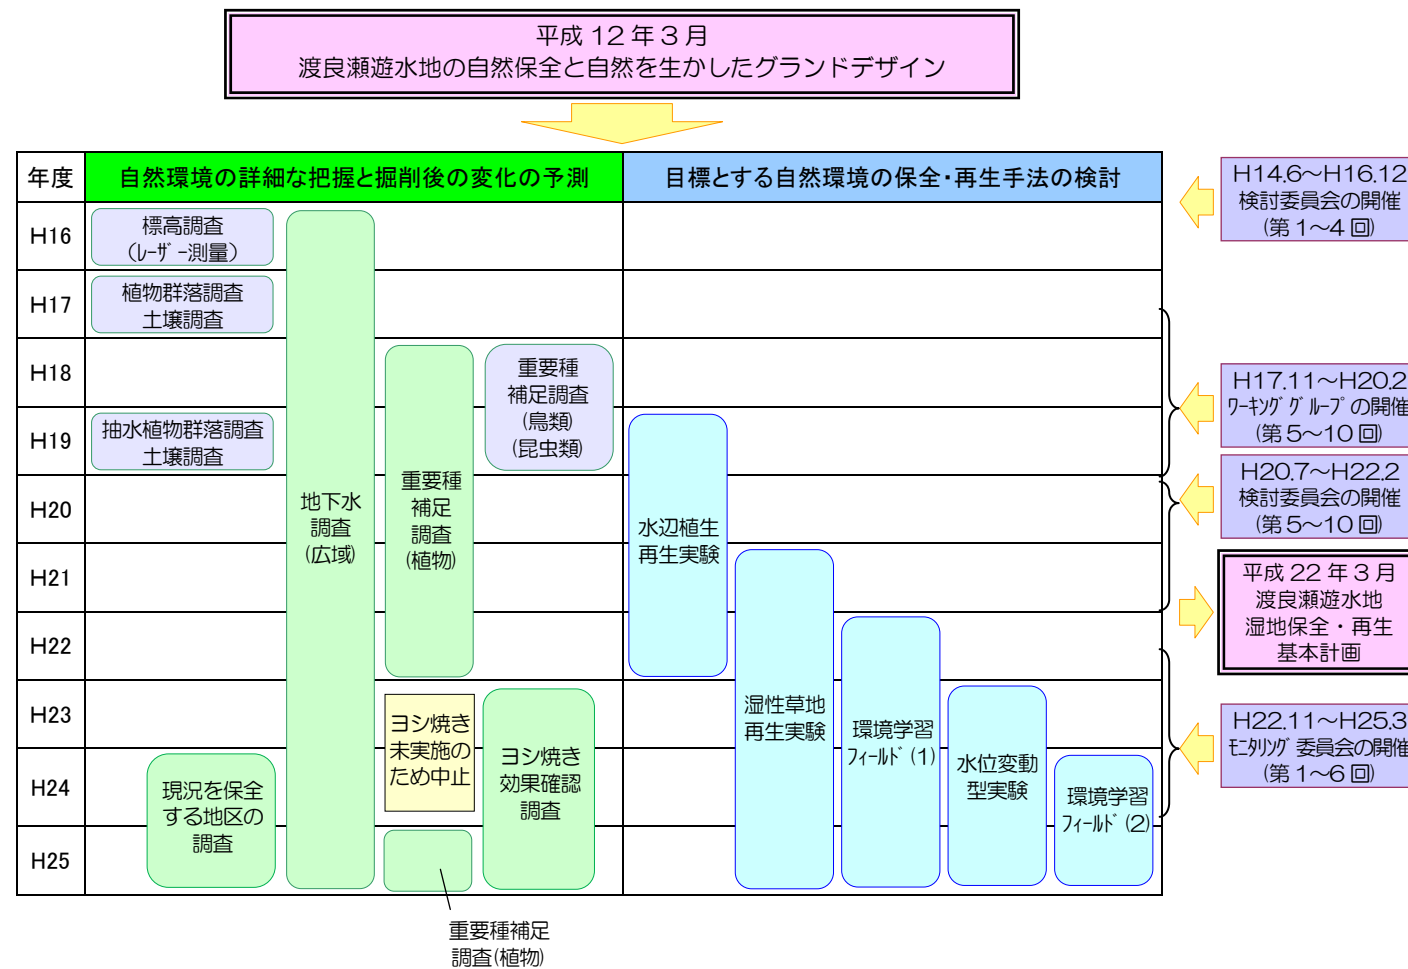 平成 12 年 3 月
渡良瀬遊水地の自然保全と自然を生かしたグランドデザイン
年度
自然環境の詳細な把握と掘削後の変化の予測
目標とする自然環境の保全・再生手法の検討
H16
H17
H18
H19
H20
H21
H22
H23
H24
H25
標高調査
(ﾚｰｻﾞｰ測量)
植物群落調査
土壌調査
抽水植物群落調査
土壌調査
現況を保全
する地区の
調査
地下水
調査
(広域)
重要種
補足
調査
(植物)
ヨシ焼き
未実施の
ため中止
重要種補足
調査(植物)
重要種
補足調査
(鳥類)
(昆虫類)
ヨシ焼き
効果確認
調査
水辺植生
再生実験
湿性草地
再生実験
環境学習
ﾌｨｰﾙﾄﾞ(1)
水位変動
型実験
環境学習
ﾌｨｰﾙﾄﾞ(2)
H14.6～H16.12
検討委員会の開催
(第 1～4 回)
H17.11～H20.2
ﾜｰｷﾝｸﾞｸﾞﾙｰﾌﾟの開催
(第 5～10 回)
H20.7～H22.2
検討委員会の開催
(第 5～10 回)
平成 22 年 3 月
渡良瀬遊水地
湿地保全・再生
基本計画
H22.11～H25.3
ﾓﾆﾀﾘﾝｸﾞ委員会の開催
(第 1～6 回)